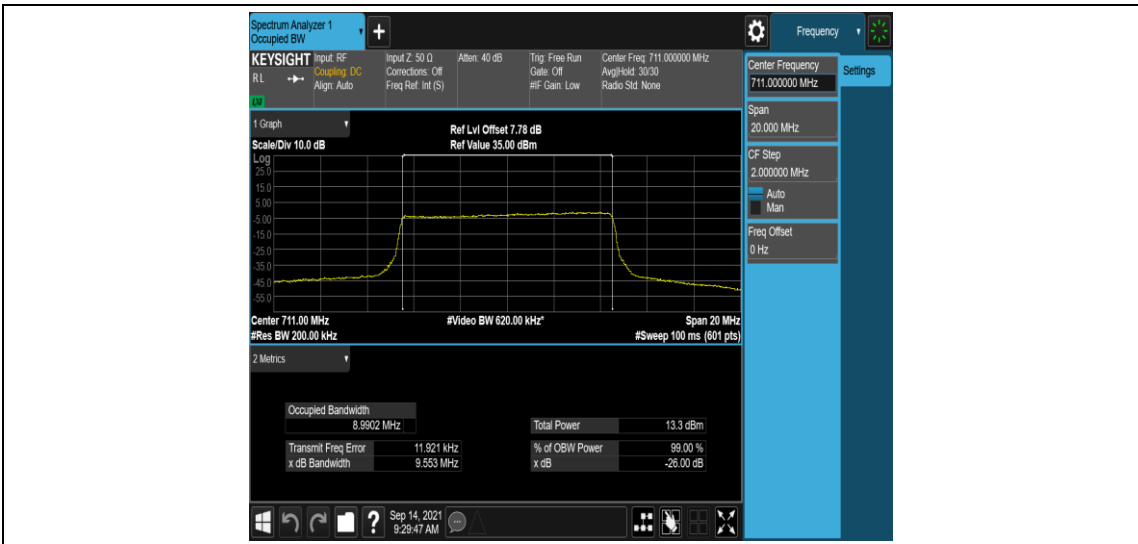 Spectrum Analyzer 1
Occupied BW
+
Frequency
KEYSIGHT
RL
LXI
Input: RF
Coupling: DC
Align: Auto
Input Z: 50 Ω
Corrections: Off
Freq Ref: Int (S)
Atten: 40 dB
Trig: Free Run
Gate: Off
#IF Gain: Low
Center Freq: 711.000000 MHz
Avg|Hold: 30/30
Radio Std: None
Center Frequency
711.000000 MHz
Settings
Span
20.000 MHz
CF Step
2.000000 MHz
Auto
Man
Freq Offset
0 Hz
1 Graph
Ref Lvl Offset 7.78 dB
Scale/Div 10.0 dB
Ref Value 35.00 dBm
Log
25.0
15.0
5.00
-5.00
-15.0
-25.0
-35.0
-45.0
-55.0
Center 711.00 MHz
#Video BW 620.00 kHz*
Span 20 MHz
#Res BW 200.00 kHz
#Sweep 100 ms (601 pts)
2 Metrics
Occupied Bandwidth
8.9902 MHz
Total Power 13.3 dBm
Transmit Freq Error 11.921 kHz
% of OBW Power 99.00 %
x dB Bandwidth 9.553 MHz
x dB -26.00 dB
?
Sep 14, 2021
9:29:47 AM